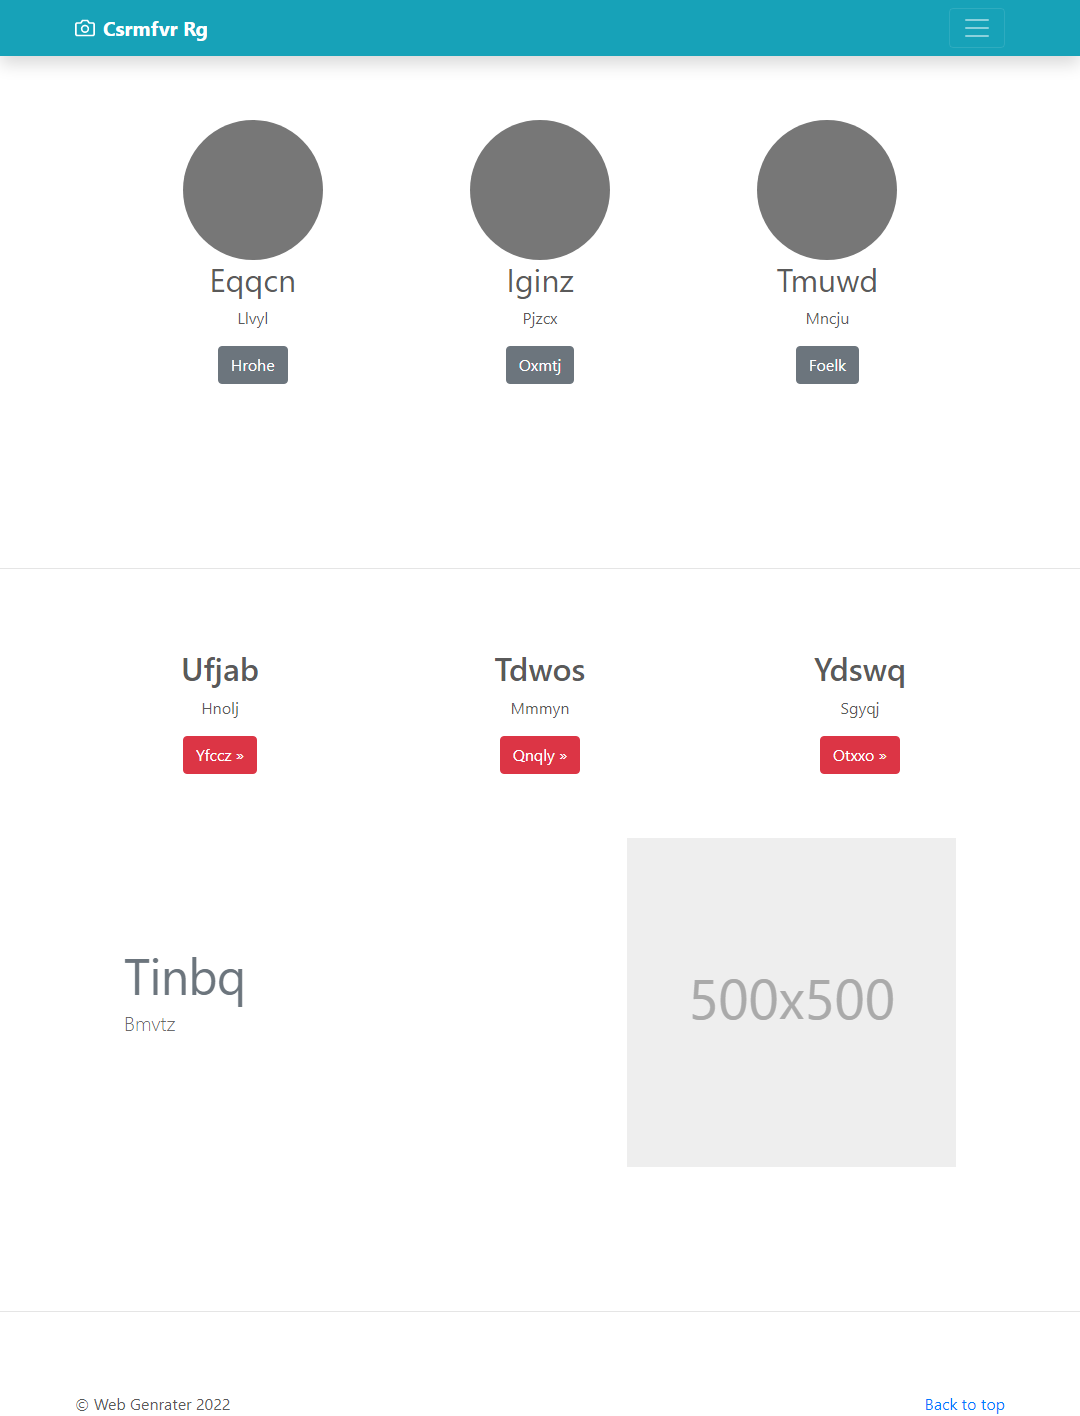 Csrmfvr Rg
Eqqcn
Iginz
Tmuwd
Llvyl
Pjzcx
Mncju
Hrohe
Oxmtj
Foelk
Ufjab
Tdwos
Ydswq
Hnolj
Mmmyn
Sgyqj
Yfccz »
Qnqly »
Otxxo »
Tinbq
Bmvtz
500x500
© Web Genrater 2022
Back to top